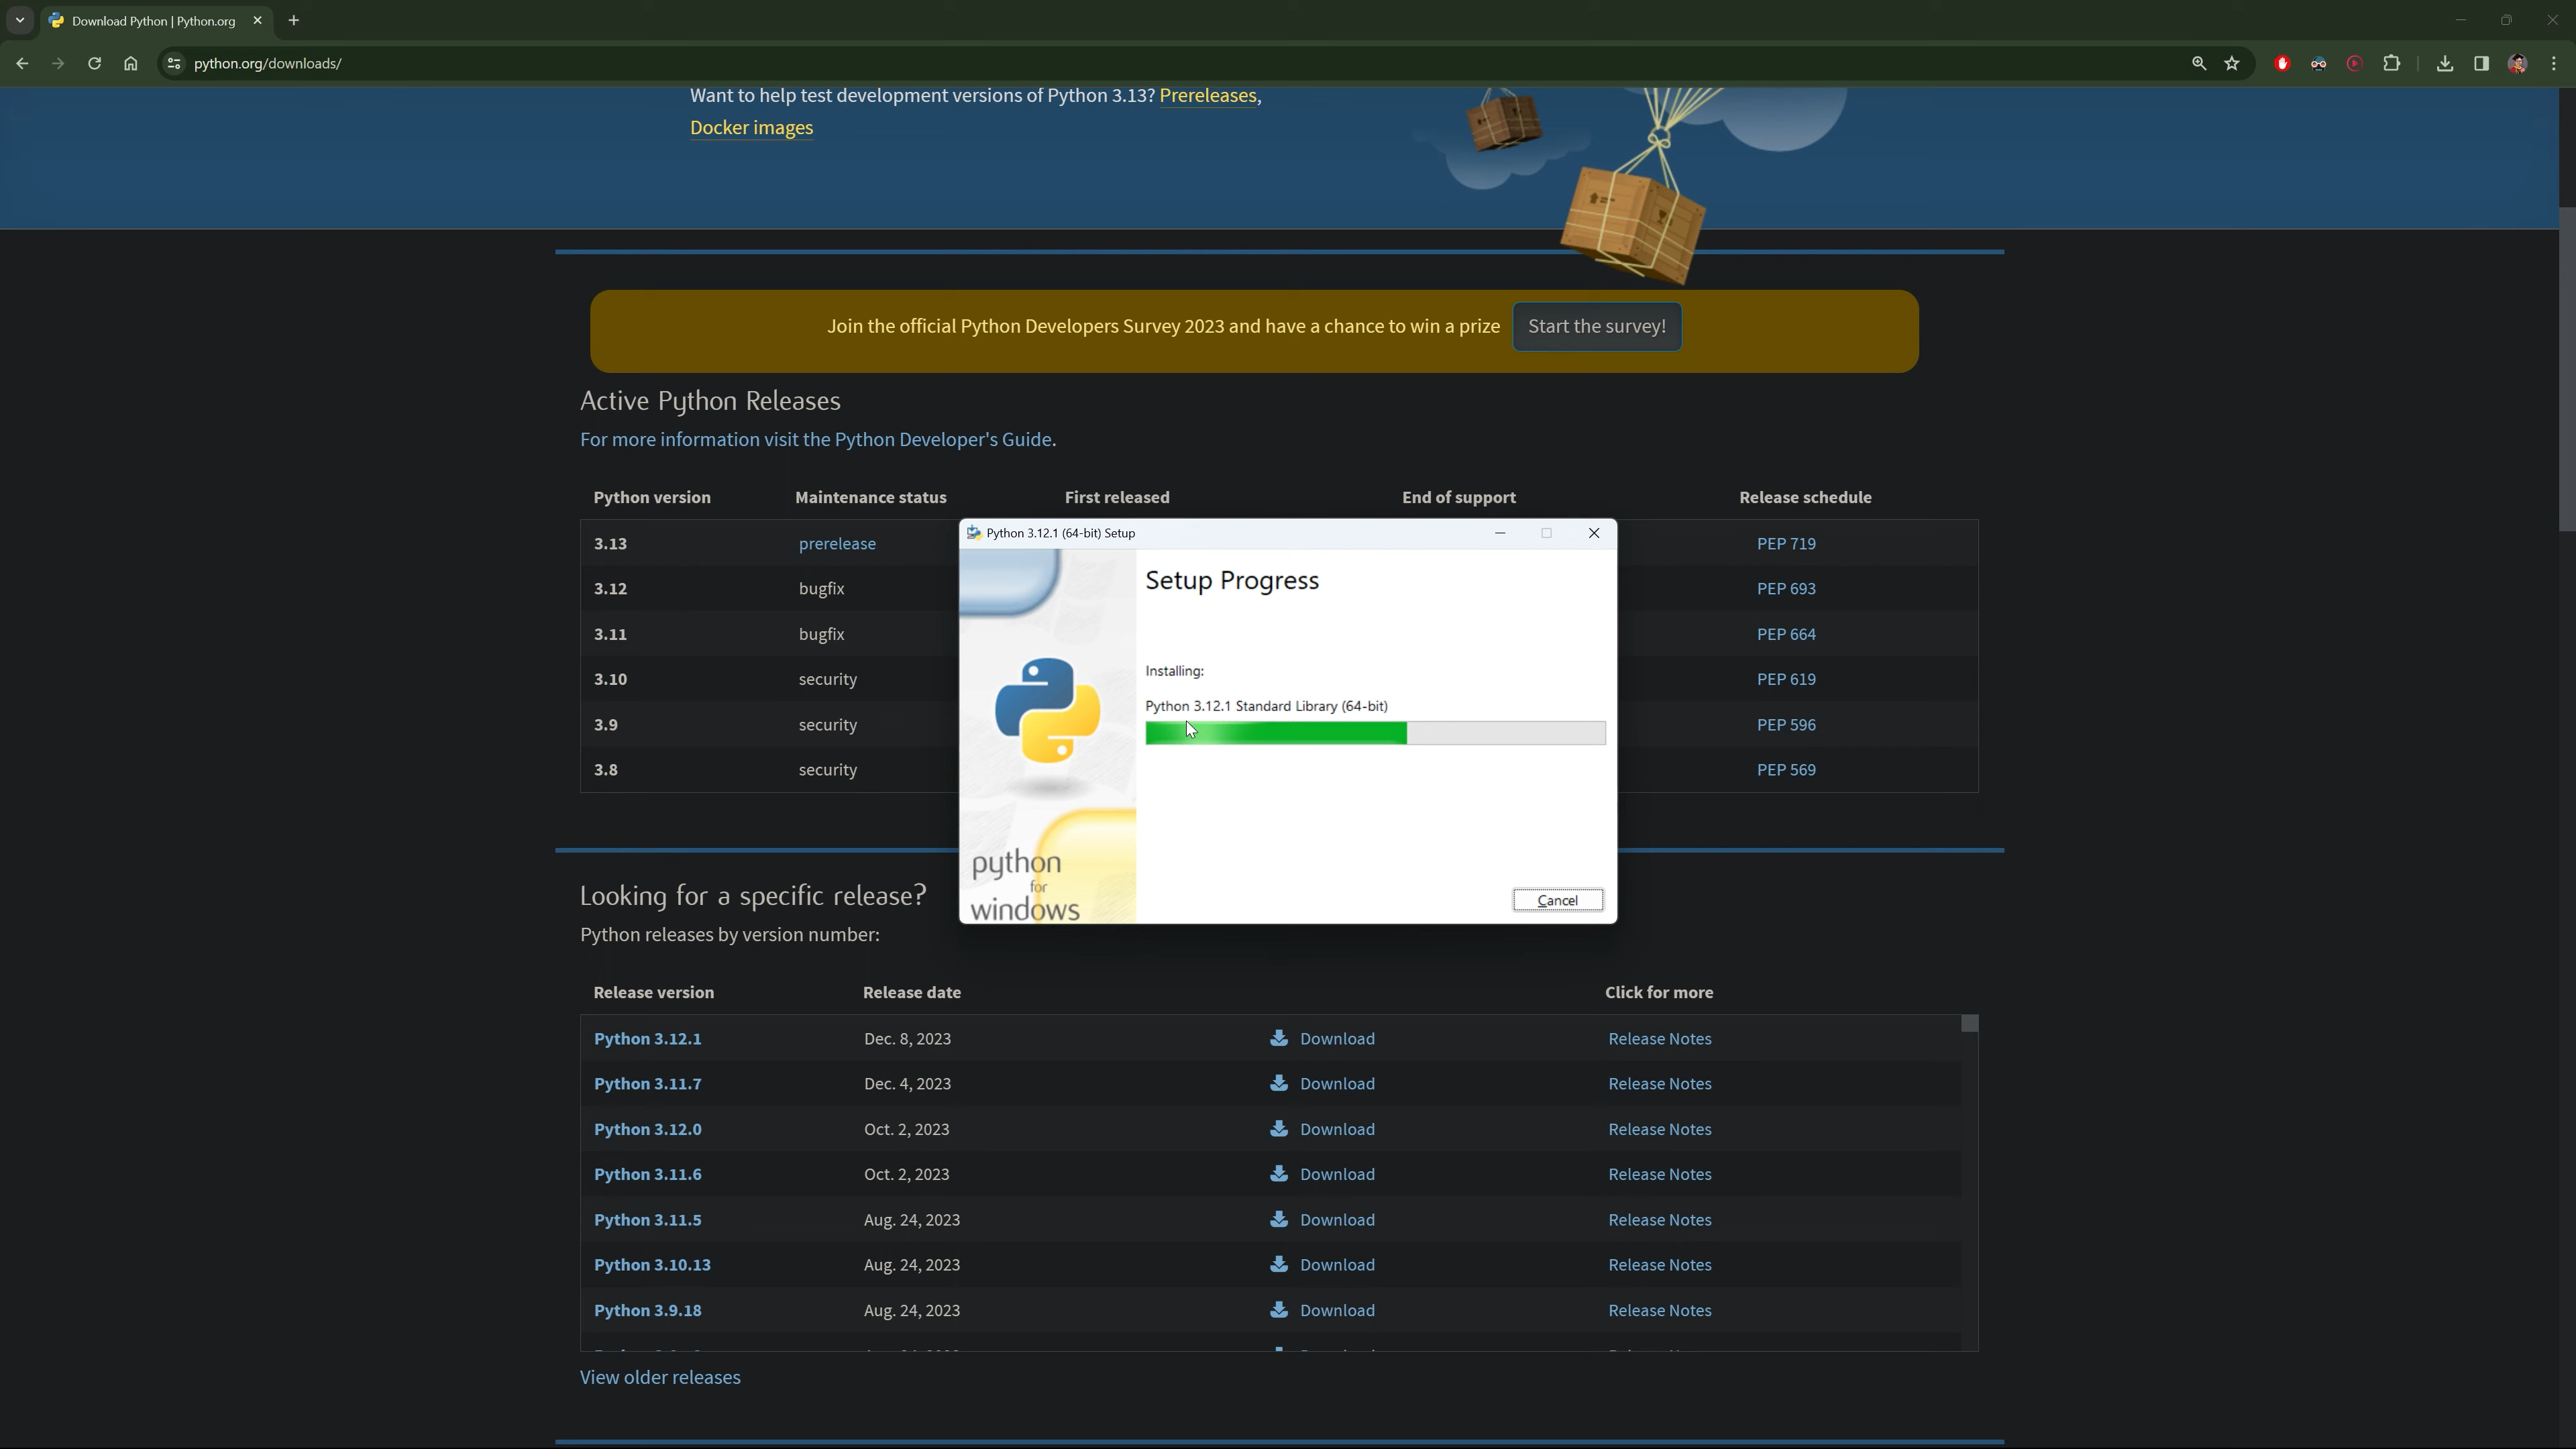 Download Python | Python.org
python.org/downloads/
Want to help test development versions of Python 3.13? Prereleases,
Docker images
Join the official Python Developers Survey 2023 and have a chance to win a prize Start the survey!
Active Python Releases
For more information visit the Python Developer's Guide.
Python version Maintenance status First released End of support Release schedule
3.13 prerelease PEP 719
3.12 bugfix PEP 693
3.11 bugfix PEP 664
3.10 security PEP 619
3.9 security PEP 596
3.8 security PEP 569
Python 3.12.1 (64-bit) Setup
Setup Progress
Installing:
Python 3.12.1 Standard Library (64-bit)
python
for
windows
Cancel
Looking for a specific release?
Python releases by version number:
Release version Release date Click for more
Python 3.12.1 Dec. 8, 2023 Download Release Notes
Python 3.11.7 Dec. 4, 2023 Download Release Notes
Python 3.12.0 Oct. 2, 2023 Download Release Notes
Python 3.11.6 Oct. 2, 2023 Download Release Notes
Python 3.11.5 Aug. 24, 2023 Download Release Notes
Python 3.10.13 Aug. 24, 2023 Download Release Notes
Python 3.9.18 Aug. 24, 2023 Download Release Notes
View older releases